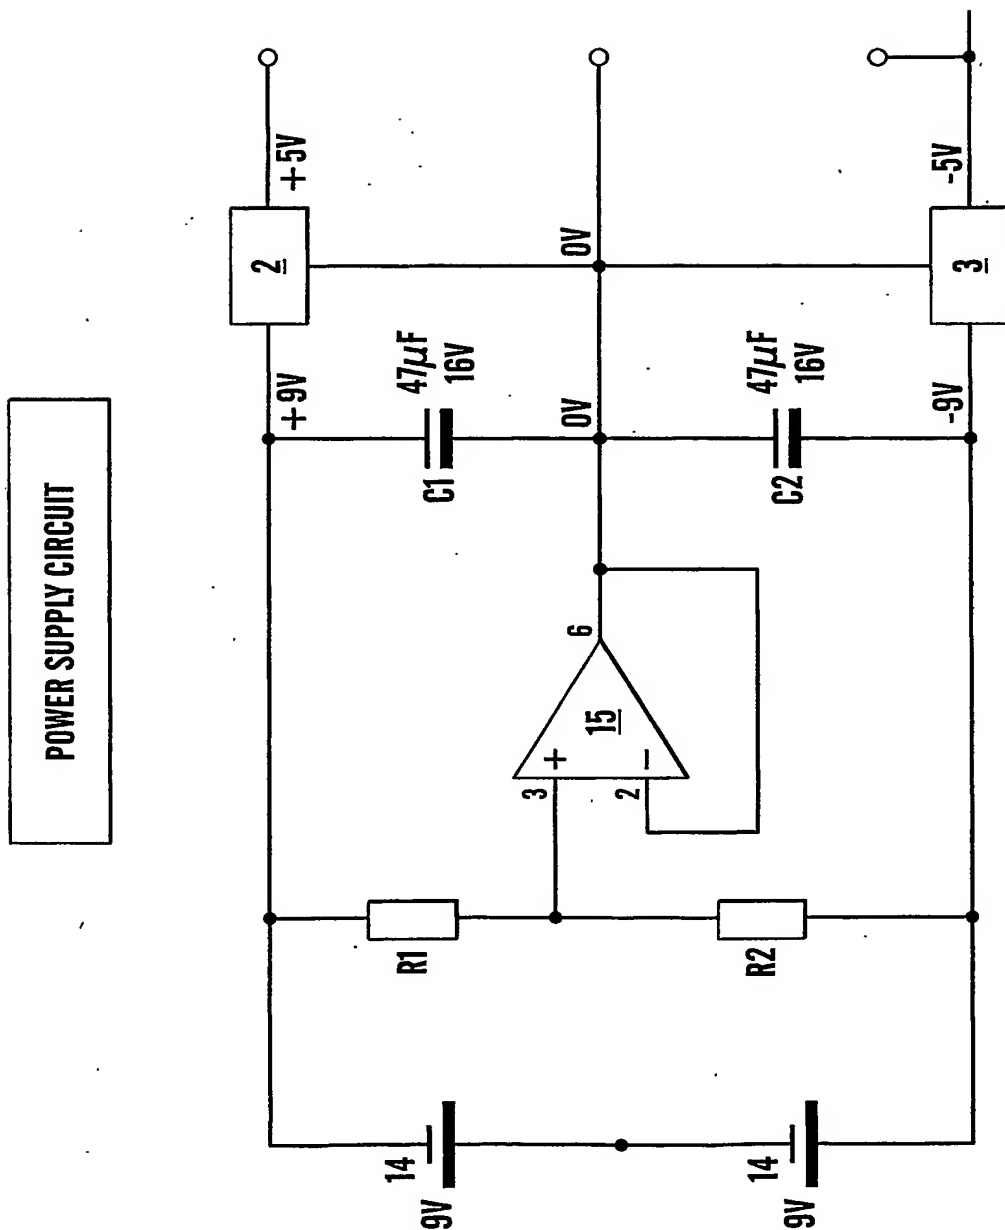 POWER SUPPLY CIRCUIT
+9V
2
+5V
14
9V
R1
C1
47µF
16V
3
+
15
6
0V
0V
2
−
14
9V
R2
C2
47µF
16V
-9V
3
-5V